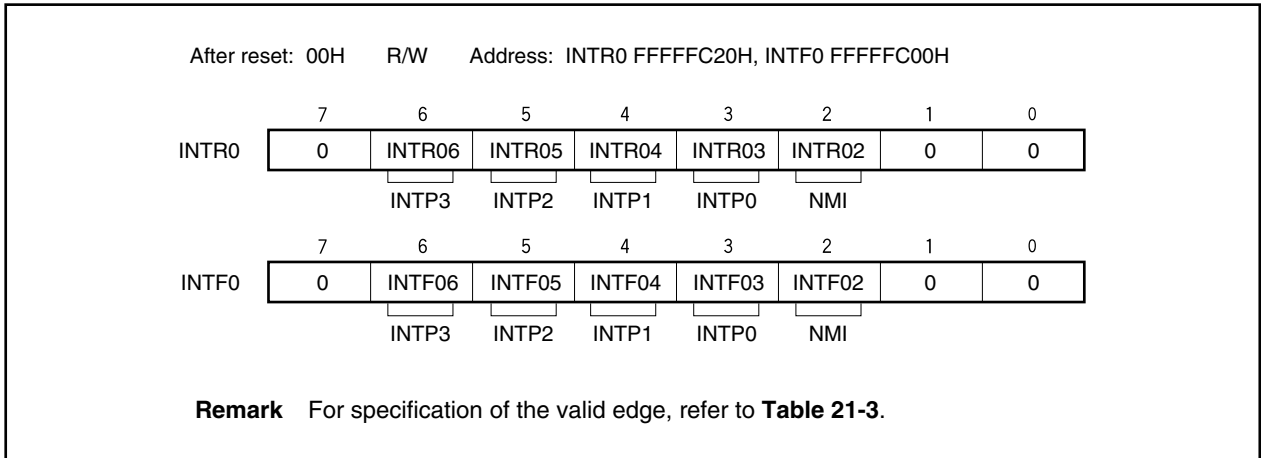 After reset: 00H R/W Address: INTR0 FFFFFC20H, INTF0 FFFFFC00H
7 6 5 4 3 2 1 0
INTR0 0 INTR06 INTR05 INTR04 INTR03 INTR02 0 0
INTP3 INTP2 INTP1 INTP0 NMI
7 6 5 4 3 2 1 0
INTF0 0 INTF06 INTF05 INTF04 INTF03 INTF02 0 0
INTP3 INTP2 INTP1 INTP0 NMI
Remark For specification of the valid edge, refer to Table 21-3.